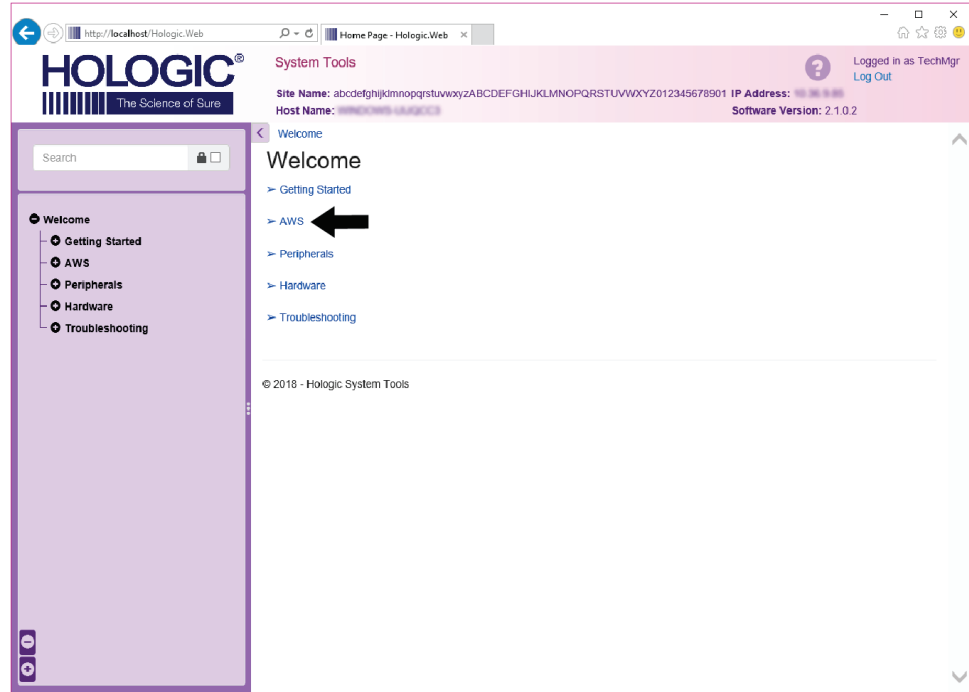 http://localhost/Hologic.Web
Home Page - Hologic.Web
HOLOGIC®
The Science of Sure
System Tools
Logged in as TechMgr
Log Out
Site Name: abcdefghijklmnopqrstuvwxyzABCDEFGHIJKLMNOPQRSTUVWXYZ012345678901 IP Address:
Host Name:
Software Version: 2.1.0.2
Search
Welcome
Getting Started
AWS
Peripherals
Hardware
Troubleshooting
Welcome
Welcome
➢ Getting Started
➢ AWS
➢ Peripherals
➢ Hardware
➢ Troubleshooting
© 2018 - Hologic System Tools